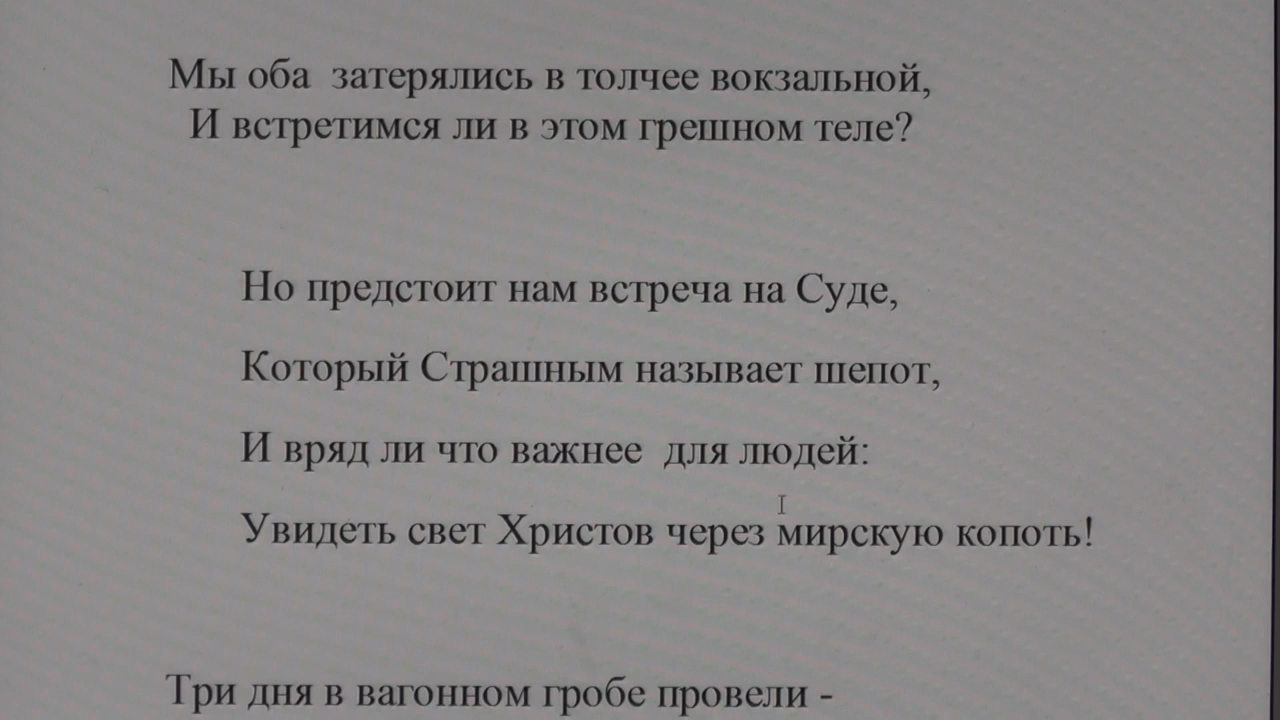 Мы оба  затерялись в толчее вокзальной,
И встретимся ли в этом грешном теле?
Но предстоит нам встреча на Суде,
Который Страшным называет шепот,
И вряд ли что важнее  для людей:
Увидеть свет Христов через мирскую копоть!
Три дня в вагонном гробе провели -